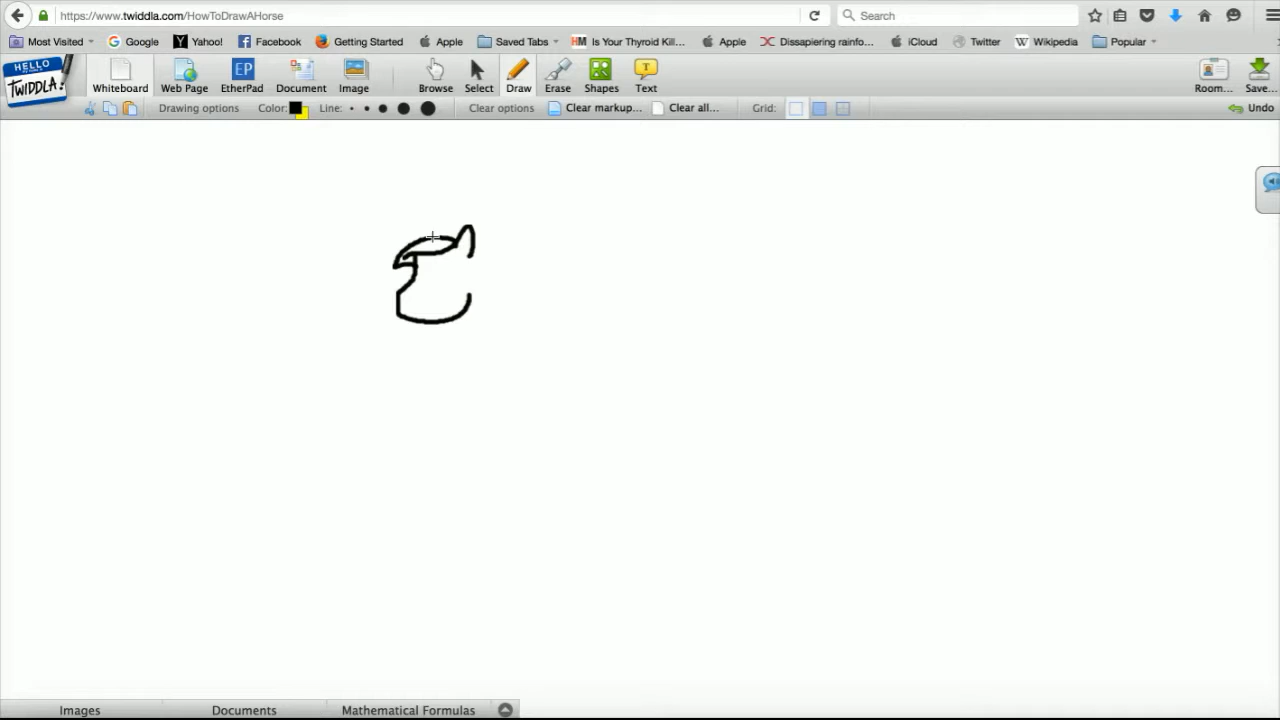 https://www.twiddla.com/HowToDrawAHorse Search
Most Visited Google Yahoo! Facebook Getting Started Apple Saved Tabs HM Is Your Thyroid Kill... Apple Dissapiering rainfo... iCloud Twitter W Wikipedia Popular
HELLO
TWIDDLA!
EP T
Whiteboard Web Page EtherPad Document Image Browse Select Draw Erase Shapes Text Room... Save...
Drawing options Color: Line: Clear options Clear markup... Clear all... Grid: Undo
Images Documents Mathematical Formulas